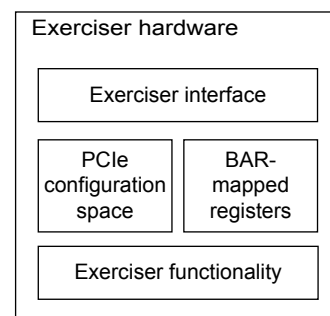 Exerciser hardware
Exerciser interface
PCIe
configuration
space
BAR-
mapped
registers
Exerciser functionality